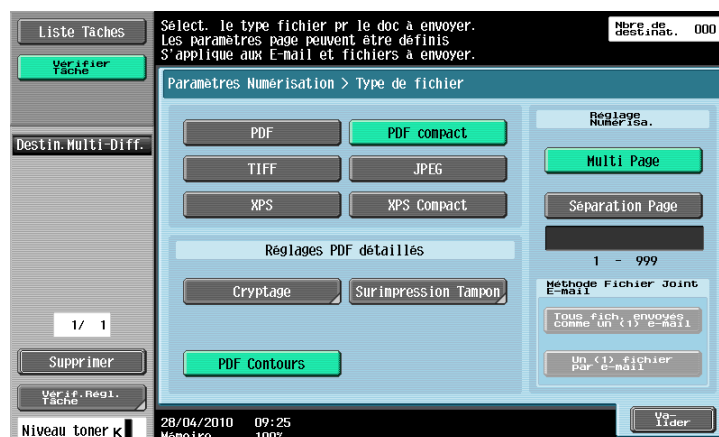 Liste Tâches
Vérifier
Tâche
Destin.Multi-Diff.
1/ 1
Supprimer
Vérif.Régl.
Tâche
Niveau toner K
Sélect. le type fichier pr le doc à envoyer.
Les paramètres page peuvent être définis
S'applique aux E-mail et fichiers à envoyer.
Nbre de
destinat. 000
Paramètres Numérisation > Type de fichier
PDF
PDF compact
TIFF
JPEG
XPS
XPS Compact
Réglages PDF détaillés
Cryptage
Surimpression Tampon
PDF Contours
Réglage
Numérisa.
Multi Page
Séparation Page
1 - 999
Méthode Fichier Joint
E-mail
Tous fich. envoyés
comme un (1) e-mail
Un (1) fichier
par e-mail
28/04/2010 09:25
Mémoire 100%
Va-
lider